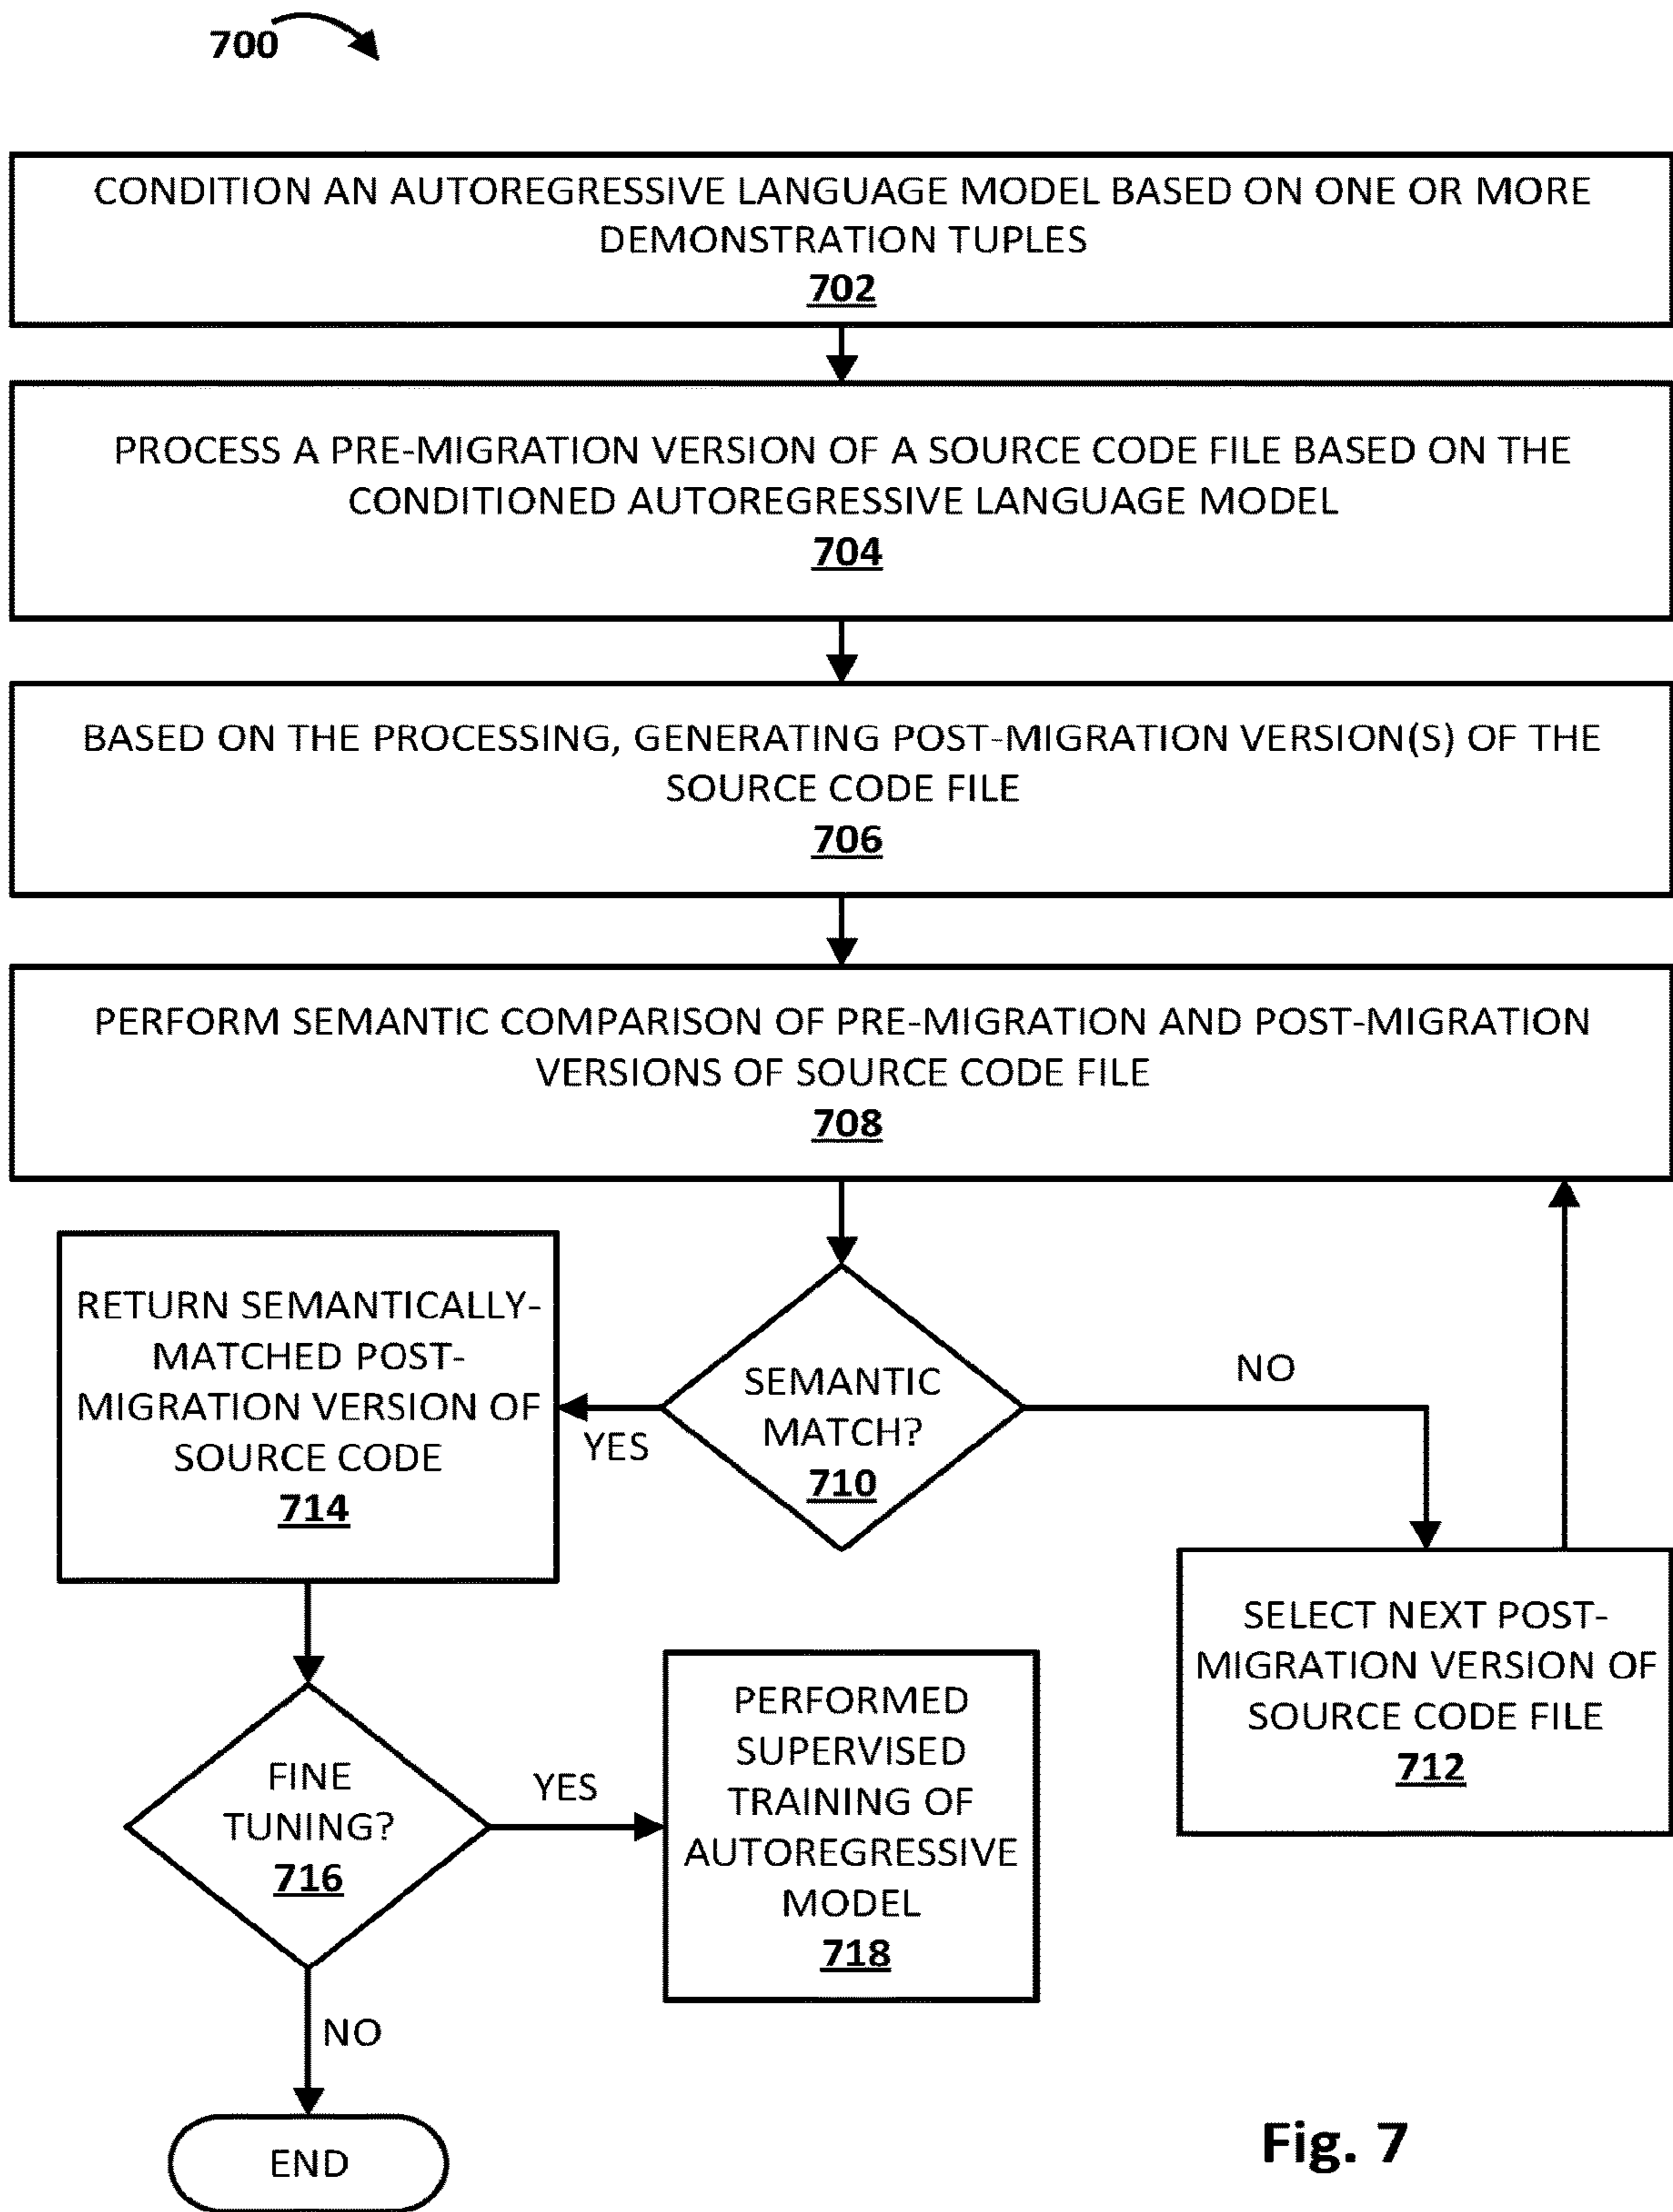 700
CONDITION AN AUTOREGRESSIVE LANGUAGE MODEL BASED ON ONE OR MORE
DEMONSTRATION TUPLES
702
PROCESS A PRE-MIGRATION VERSION OF A SOURCE CODE FILE BASED ON THE
CONDITIONED AUTOREGRESSIVE LANGUAGE MODEL
704
BASED ON THE PROCESSING, GENERATING POST-MIGRATION VERSION(S) OF THE
SOURCE CODE FILE
706
PERFORM SEMANTIC COMPARISON OF PRE-MIGRATION AND POST-MIGRATION
VERSIONS OF SOURCE CODE FILE
708
RETURN SEMANTICALLY-
MATCHED POST-
MIGRATION VERSION OF
SOURCE CODE
714
YES
SEMANTIC
MATCH?
710
NO
SELECT NEXT POST-
MIGRATION VERSION OF
SOURCE CODE FILE
712
FINE
TUNING?
716
YES
PERFORMED
SUPERVISED
TRAINING OF
AUTOREGRESSIVE
MODEL
718
NO
END
Fig. 7